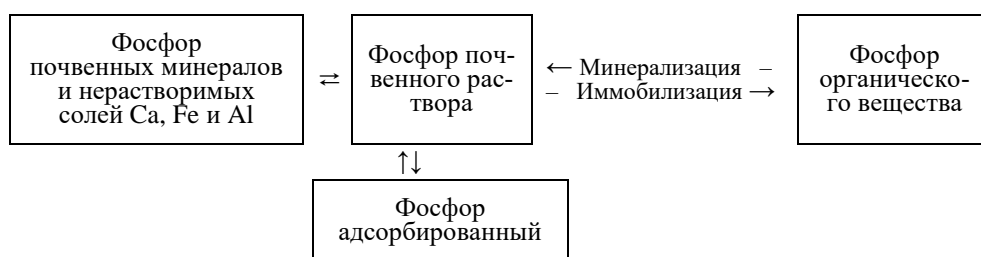 Фосфор
почвенных минералов
и нерастворимых
солей Ca, Fe и Al
⇄
Фосфор поч-
венного рас-
твора
← Минерализация –
– Иммобилизация →
Фосфор
органическо-
го вещества
↑↓
Фосфор
адсорбированный